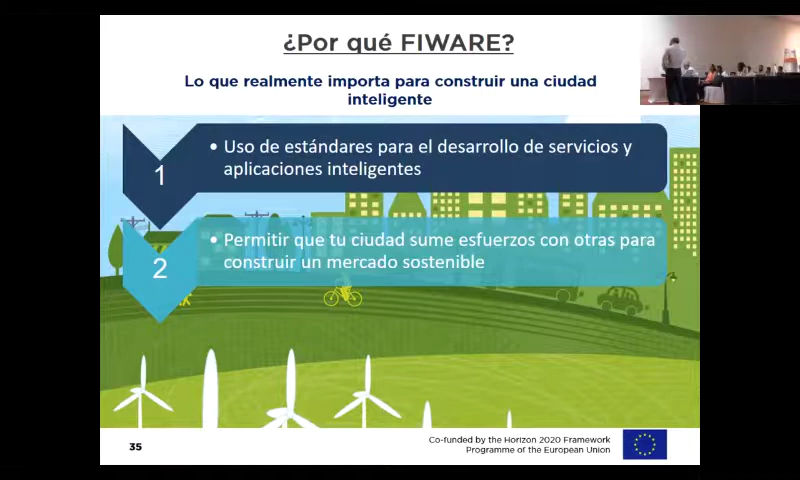 ¿Por qué FIWARE?
Lo que realmente importa para construir una ciudad
inteligente
1
• Uso de estándares para el desarrollo de servicios y
aplicaciones inteligentes
2
• Permitir que tu ciudad sume esfuerzos con otras para
construir un mercado sostenible
35
Co-funded by the Horizon 2020 Framework
Programme of the European Union